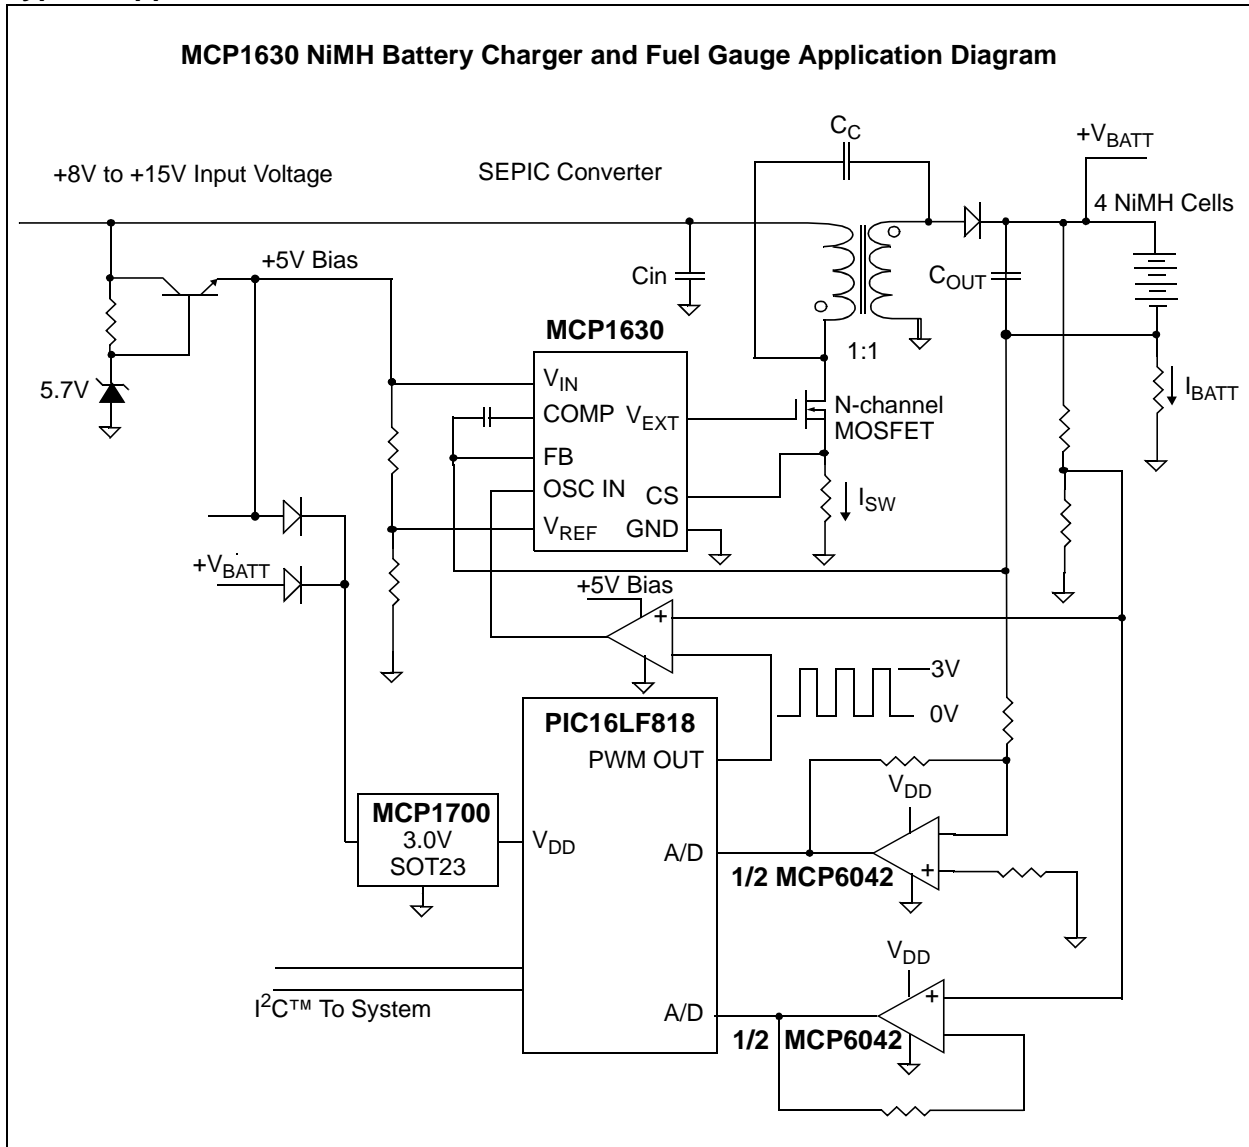 MCP1630 NiMH Battery Charger and Fuel Gauge Application Diagram
C_C
+V_BATT
+8V to +15V Input Voltage
SEPIC Converter
4 NiMH Cells
+5V Bias
Cin
C_OUT
MCP1630
1:1
5.7V
V_IN
COMP
V_EXT
N-channel
MOSFET
I_BATT
FB
OSC IN
CS
I_SW
V_REF
GND
+V_BATT
+5V Bias
+
3V
0V
PIC16LF818
PWM OUT
V_DD
MCP1700
3.0V
SOT23
V_DD
A/D
1/2 MCP6042
+
V_DD
+
I²C™ To System
A/D
1/2 MCP6042